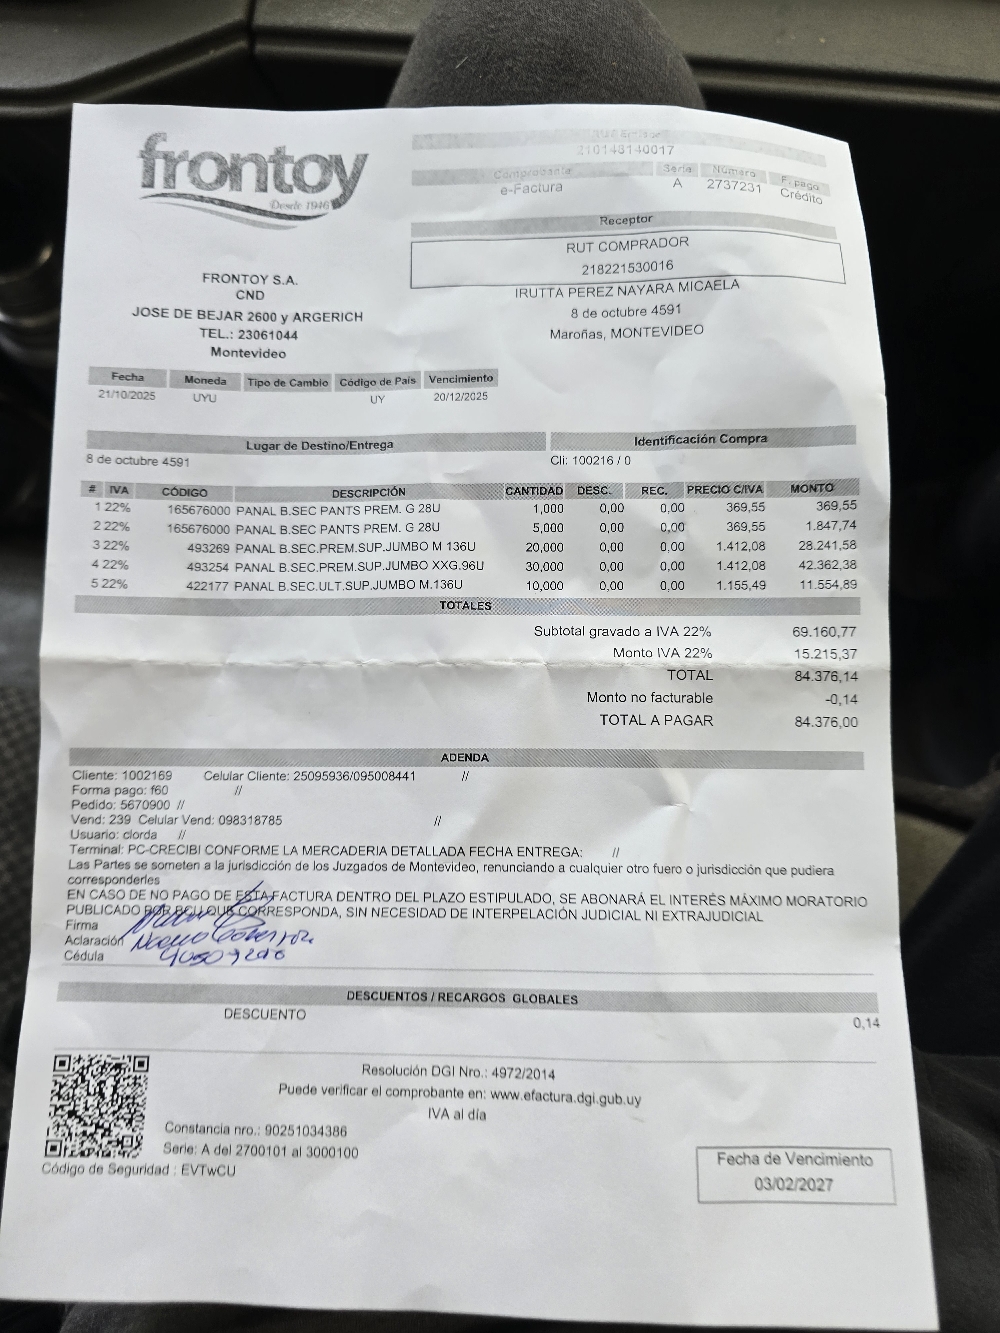 frontoy
Desde 1946
RUT Emisor
210143140017
Comprobante Serie Número F. pago
e-Factura A 2737231 Crédito
Receptor
RUT COMPRADOR
218221530016
IRUTTA PEREZ NAYARA MICAELA
8 de octubre 4591
Maroñas, MONTEVIDEO
FRONTOY S.A.
CND
JOSE DE BEJAR 2600 y ARGERICH
TEL.: 23061044
Montevideo
Fecha Moneda Tipo de Cambio Código de País Vencimiento
21/10/2025 UYU UY 20/12/2025
Lugar de Destino/Entrega Identificación Compra
8 de octubre 4591 Cli: 100216 / 0
# IVA CÓDIGO DESCRIPCIÓN CANTIDAD DESC. REC. PRECIO C/IVA MONTO
1 22% 165676000 PANAL B.SEC PANTS PREM. G 28U 1,000 0,00 0,00 369,55 369,55
2 22% 165676000 PANAL B.SEC PANTS PREM. G 28U 5,000 0,00 0,00 369,55 1.847,74
3 22% 493269 PANAL B.SEC.PREM.SUP.JUMBO M 136U 20,000 0,00 0,00 1.412,08 28.241,58
4 22% 493254 PANAL B.SEC.PREM.SUP.JUMBO XXG.96U 30,000 0,00 0,00 1.412,08 42.362,38
5 22% 422177 PANAL B.SEC.ULT.SUP.JUMBO M.136U 10,000 0,00 0,00 1.155,49 11.554,89
TOTALES
Subtotal gravado a IVA 22% 69.160,77
Monto IVA 22% 15.215,37
TOTAL 84.376,14
Monto no facturable -0,14
TOTAL A PAGAR 84.376,00
ADENDA
Cliente: 1002169 Celular Cliente: 25095936/095008441 //
Forma pago: f60 //
Pedido: 5670900 //
Vend: 239 Celular Vend: 098318785 //
Usuario: clorda //
Terminal: PC-CRECIBI CONFORME LA MERCADERIA DETALLADA FECHA ENTREGA: //
Las Partes se someten a la jurisdicción de los Juzgados de Montevideo, renunciando a cualquier otro fuero o jurisdicción que pudiera
corresponderles
EN CASO DE NO PAGO DE ESTA FACTURA DENTRO DEL PLAZO ESTIPULADO, SE ABONARÁ EL INTERÉS MÁXIMO MORATORIO
PUBLICADO POR BCU QUE CORRESPONDA, SIN NECESIDAD DE INTERPELACIÓN JUDICIAL NI EXTRAJUDICIAL
Firma
Aclaración
Cédula
DESCUENTOS / RECARGOS GLOBALES
DESCUENTO 0,14
Resolución DGI Nro.: 4972/2014
Puede verificar el comprobante en: www.efactura.dgi.gub.uy
IVA al día
Constancia nro.: 90251034386
Serie: A del 2700101 al 3000100
Código de Seguridad : EVTwCU
Fecha de Vencimiento
03/02/2027